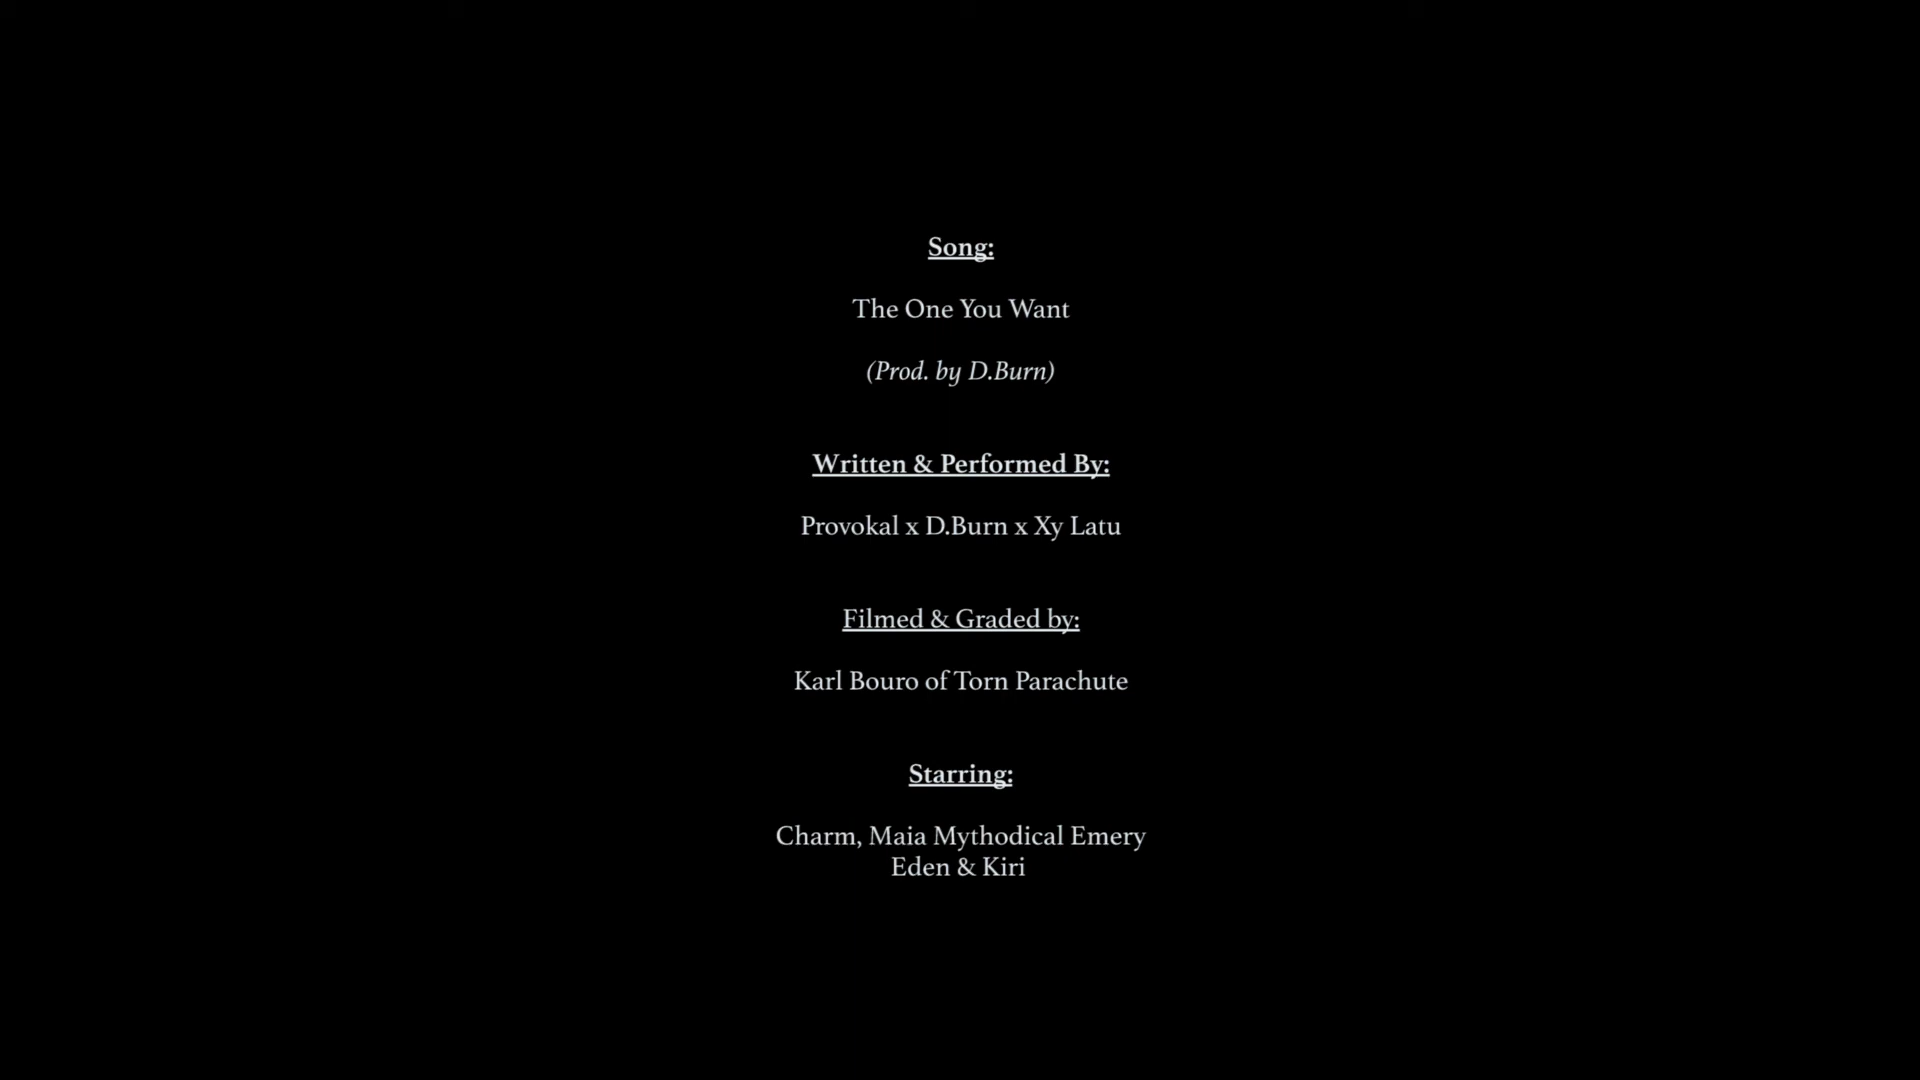 Song:
The One You Want
(Prod. by D.Burn)
Written & Performed By:
Provokal x D.Burn x Xy Latu
Filmed & Graded by:
Karl Bouro of Torn Parachute
Starring:
Charm, Maia Mythodical Emery
Eden & Kiri